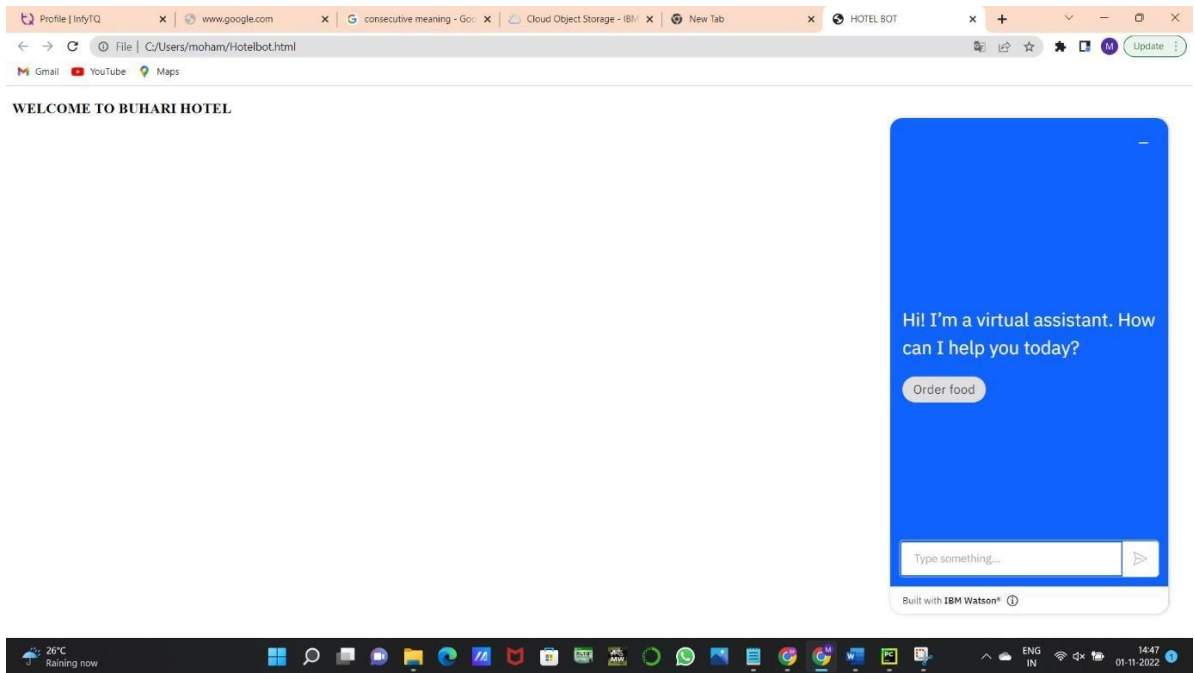 Profile | InfyTQ
www.google.com
consecutive meaning - Goo
Cloud Object Storage - IBM
New Tab
HOTEL BOT
File | C:/Users/moham/Hotelbot.html
M
Update
Gmail
YouTube
Maps
WELCOME TO BUHARI HOTEL
Hi! I'm a virtual assistant. How
can I help you today?
Order food
Type something...
Built with IBM Watson®
26°C
Raining now
ENG
IN
14:47
01-11-2022
1